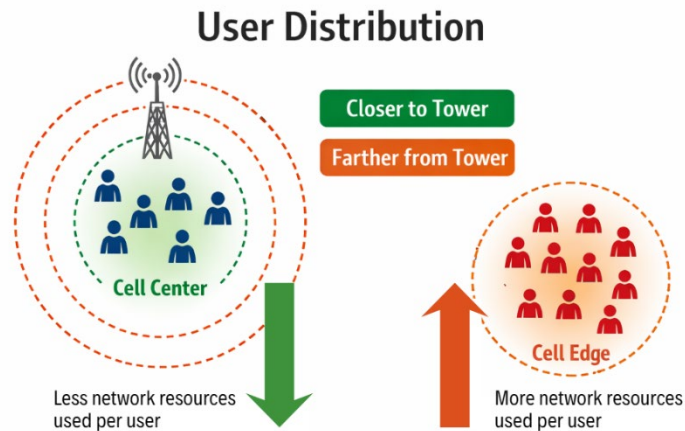 User Distribution
Closer to Tower
Farther from Tower
Cell Center
Cell Edge
Less network resources
used per user
More network resources
used per user